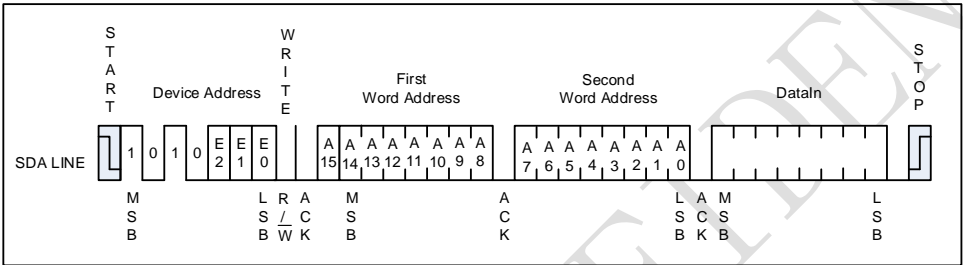 START
WRITE
STOP
Device Address
First
Word Address
Second
Word Address
DataIn
SDA LINE
1 0 1 0 E2 E1 E0
A15 A14 A13 A12 A11 A10 A9 A8
A7 A6 A5 A4 A3 A2 A1 A0
MSB
LSB
R/W
ACK
MSB
ACK
LSB
ACK
MSB
LSB